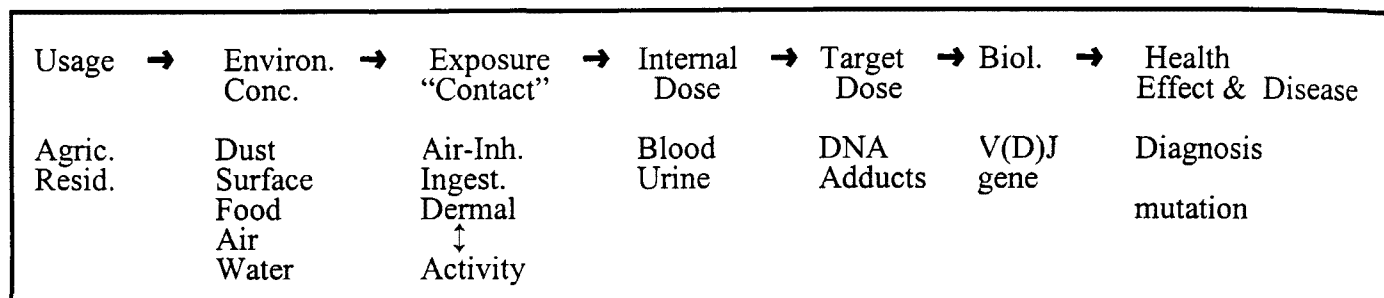 Usage → Environ. → Exposure → Internal → Target → Biol. → Health
Conc. “Contact” Dose Dose Effect & Disease
Agric. Dust Air-Inh. Blood DNA V(D)J Diagnosis
Resid. Surface Ingest. Urine Adducts gene
Food Dermal mutation
Air ↕
Water Activity